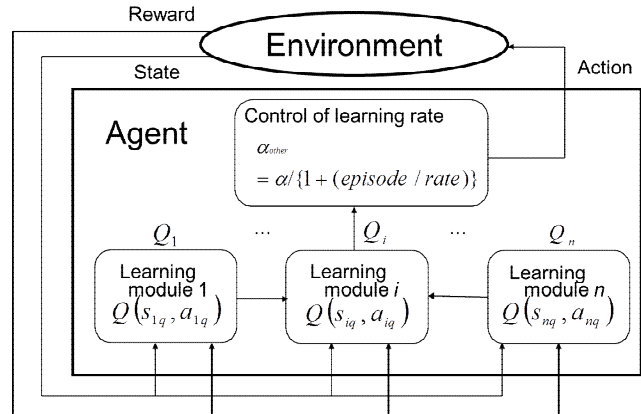 Reward
Environment
State
Action
Agent
Control of learning rate
α_other
= α/{1 + (episode / rate)}
Q_1 ... Q_i ... Q_n
Learning module 1
Q(s_1q, a_1q)
Learning module i
Q(s_iq, a_iq)
Learning module n
Q(s_nq, a_nq)